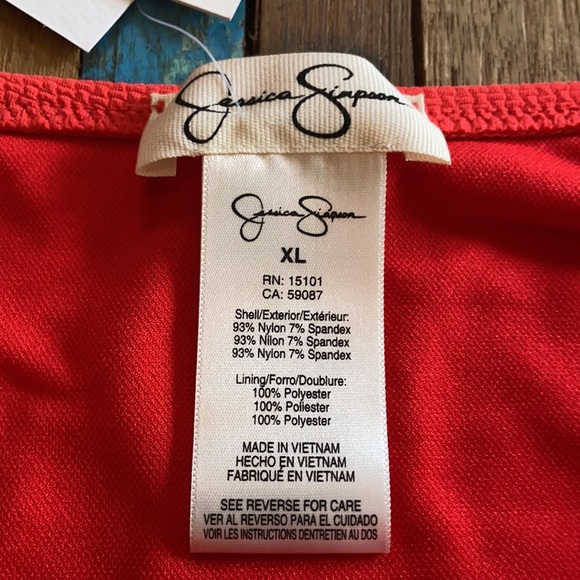 Jessica Simpson
Jessica Simpson
XL
RN: 15101
CA: 59087
Shell/Exterior/Extérieur:
93% Nylon 7% Spandex
93% Nilon 7% Spandex
93% Nylon 7% Spandex
Lining/Forro/Doublure:
100% Polyester
100% Poliester
100% Polyester
MADE IN VIETNAM
HECHO EN VIETNAM
FABRIQUÉ EN VIETNAM
SEE REVERSE FOR CARE
VER AL REVERSO PARA EL CUIDADO
VOIR LES INSTRUCTIONS DENTRETIEN AU DOS